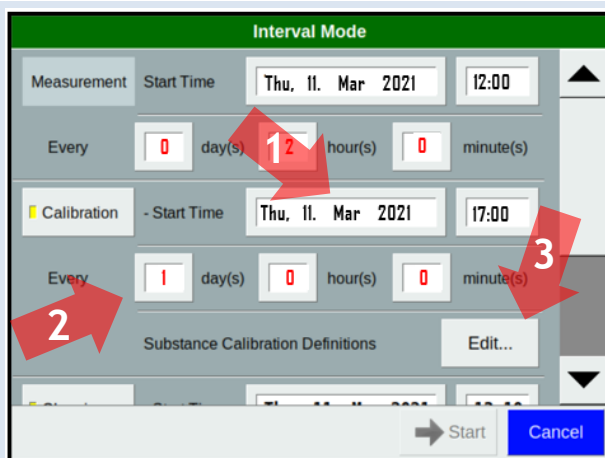 Interval Mode
Measurement Start Time Thu, 11. Mar 2021 12:00
Every 0 day(s) 2 hour(s) 0 minute(s)
1
Calibration - Start Time Thu, 11. Mar 2021 17:00
3
Every 1 day(s) 0 hour(s) 0 minute(s)
2
Substance Calibration Definitions Edit...
Start Cancel